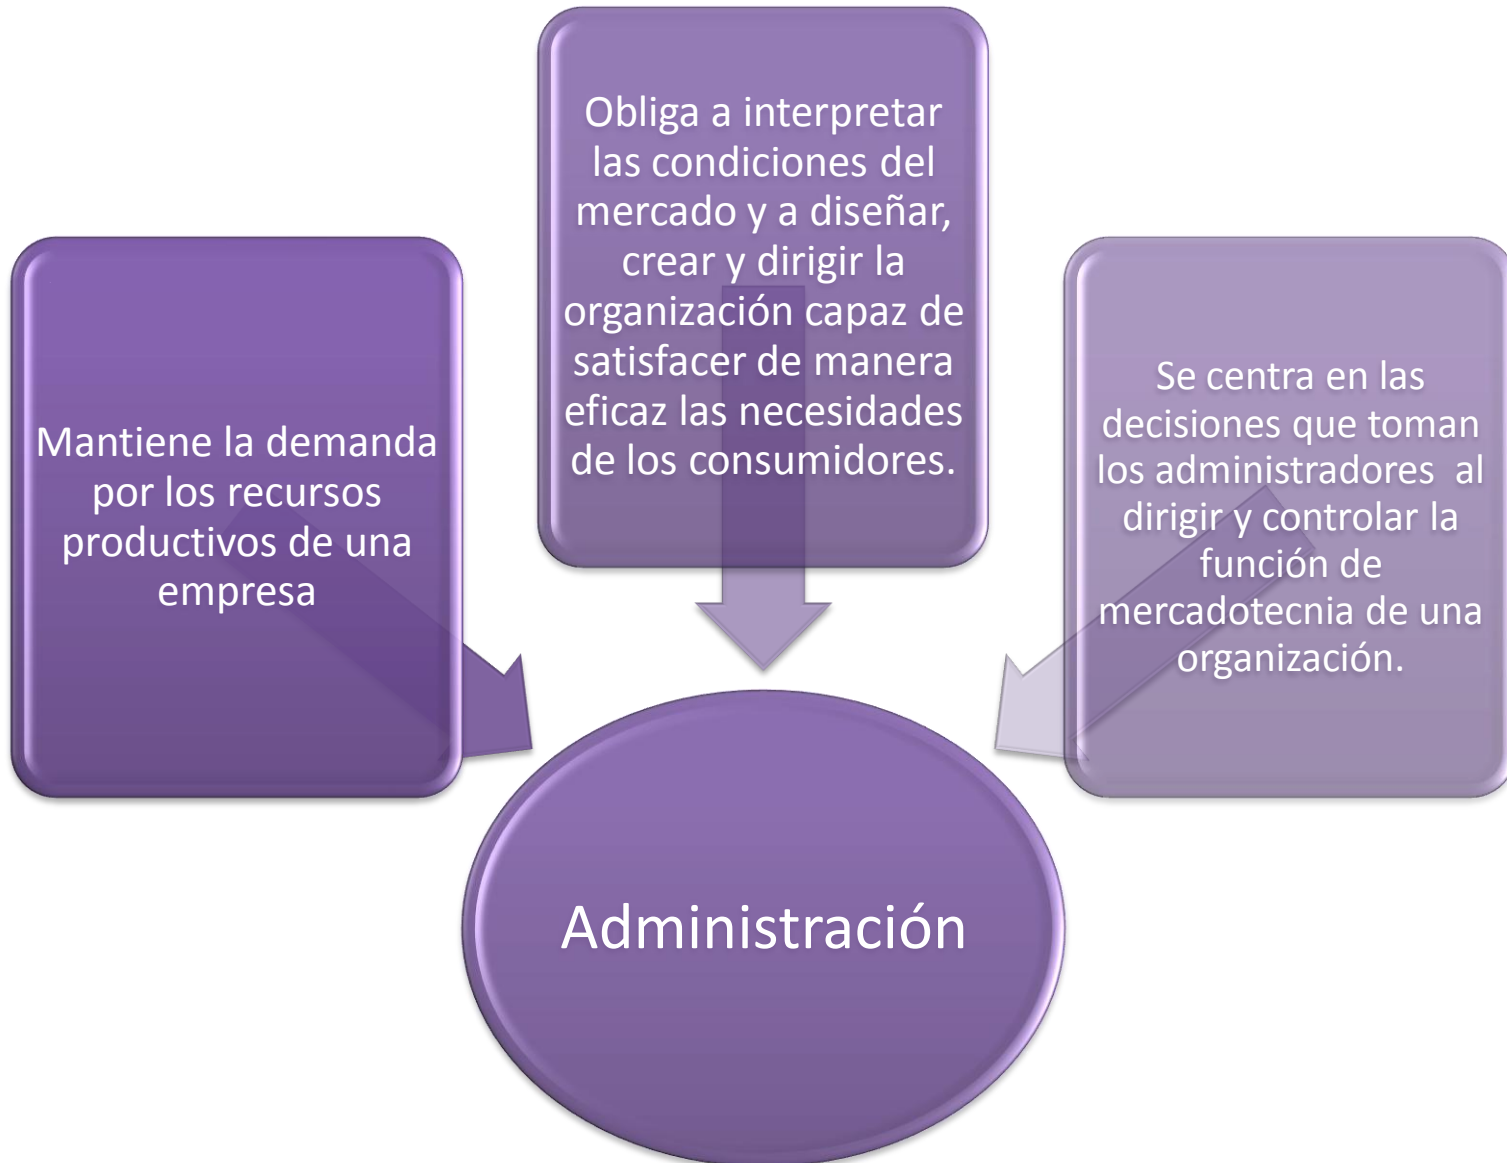 Obliga a interpretar
las condiciones del
mercado y a diseñar,
crear y dirigir la
organización capaz de
satisfacer de manera
eficaz las necesidades
de los consumidores.
Mantiene la demanda
por los recursos
productivos de una
empresa
Se centra en las
decisiones que toman
los administradores  al
dirigir y controlar la
función de
mercadotecnia de una
organización.
Administración